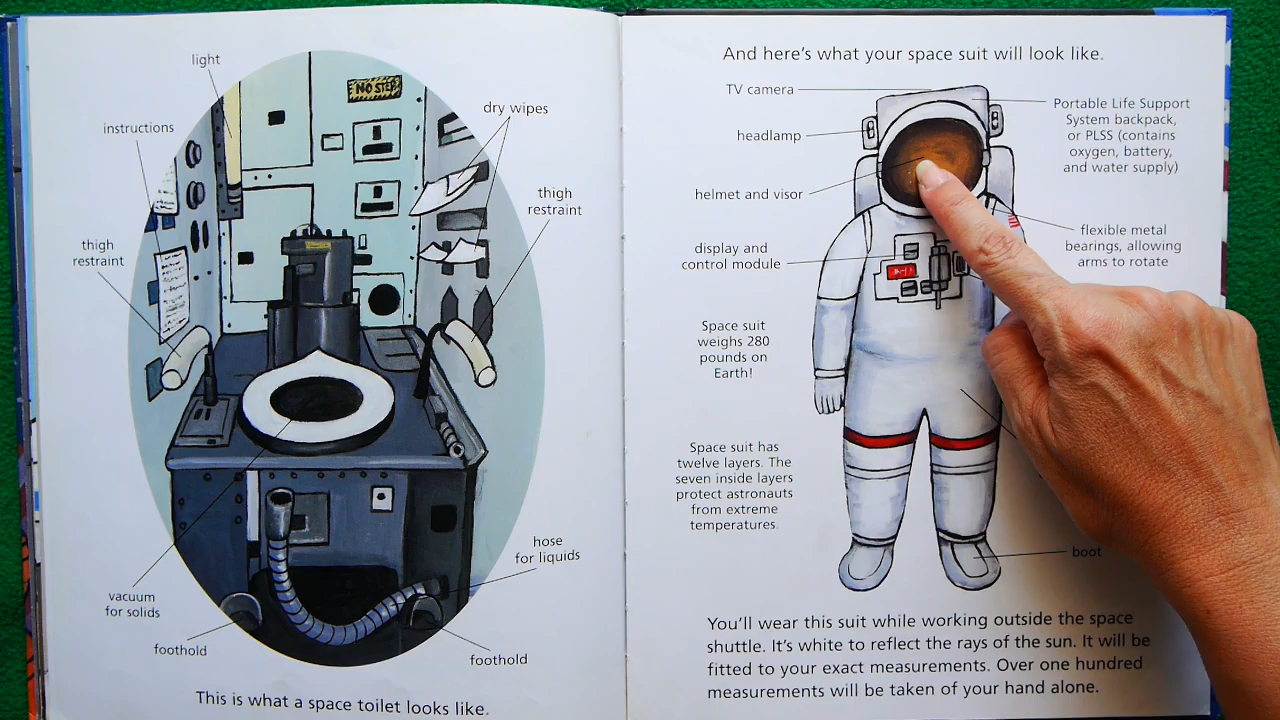 light
NO STEP
instructions
dry wipes
thigh
restraint
thigh
restraint
hose
for liquids
vacuum
for solids
foothold
foothold
This is what a space toilet looks like.
And here's what your space suit will look like.
TV camera
Portable Life Support
System backpack,
or PLSS (contains
oxygen, battery,
and water supply)
headlamp
helmet and visor
flexible metal
bearings, allowing
arms to rotate
display and
control module
Space suit
weighs 280
pounds on
Earth!
Space suit has
twelve layers. The
seven inside layers
protect astronauts
from extreme
temperatures.
boot
You'll wear this suit while working outside the space
shuttle. It's white to reflect the rays of the sun. It will be
fitted to your exact measurements. Over one hundred
measurements will be taken of your hand alone.